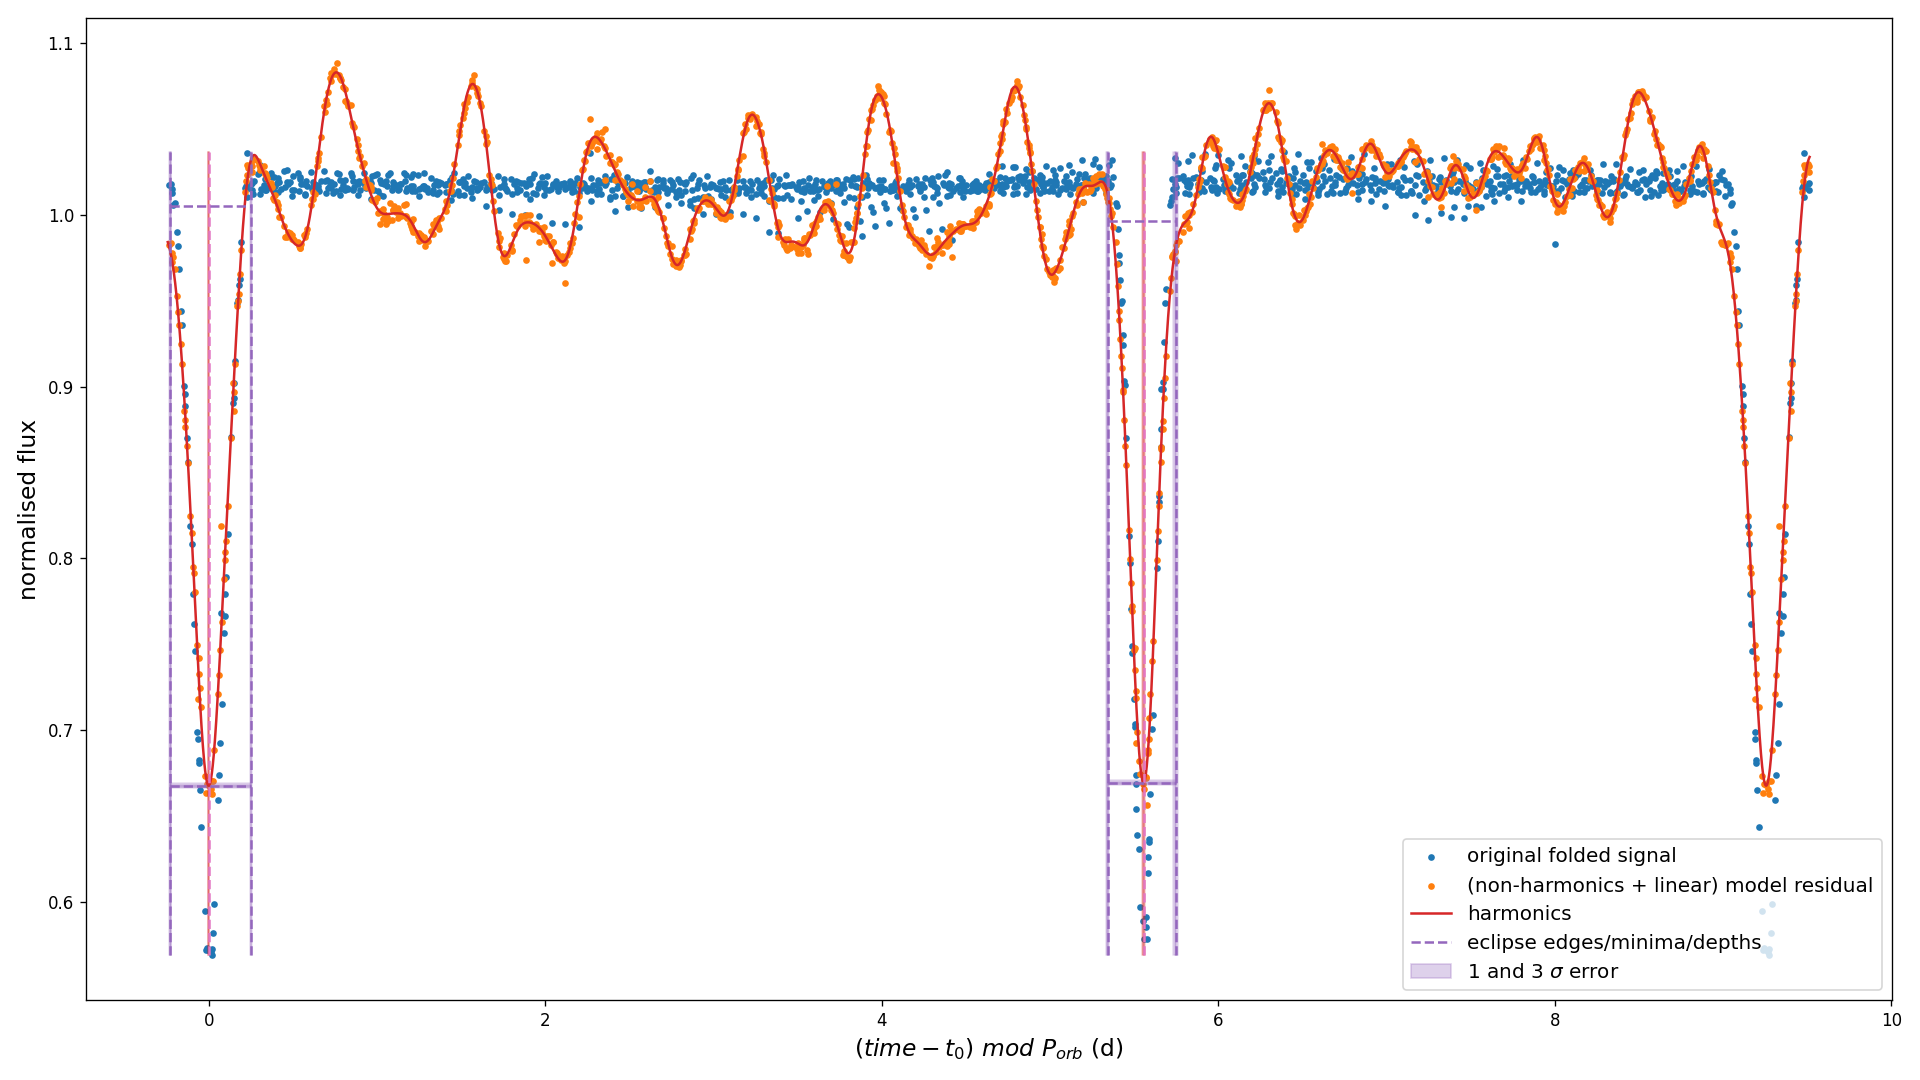 1.1
1.0
0.9
0.8
0.7
0.6
normalised flux
original folded signal
(non-harmonics + linear) model residual
harmonics
eclipse edges/minima/depths
1 and 3 σ error
0 2 4 6 8 10
(time − t₀) mod Pₒᵣb (d)